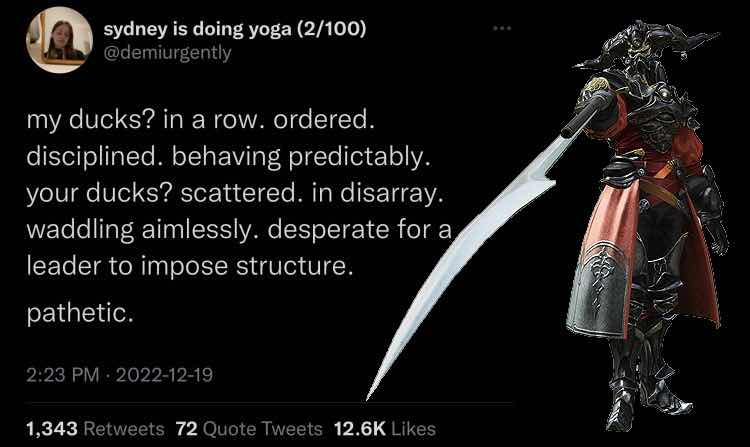 sydney is doing yoga (2/100)
@demiurgently
my ducks? in a row. ordered.
disciplined. behaving predictably.
your ducks? scattered. in disarray.
waddling aimlessly. desperate for a
leader to impose structure.
pathetic.
2:23 PM · 2022-12-19
1,343 Retweets 72 Quote Tweets 12.6K Likes